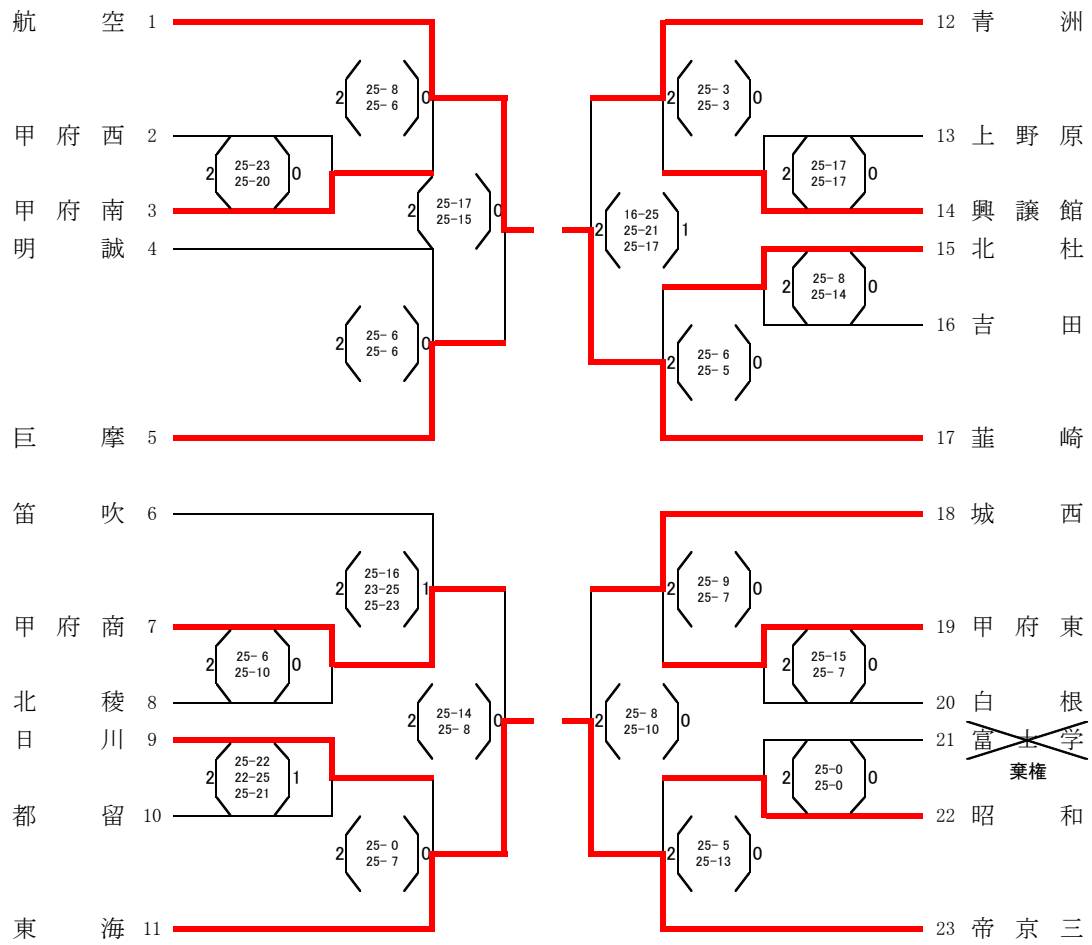 航空 1
25- 8
2 0
25- 6
甲府西 2
25-23
2 0
25-20
甲府南 3
25-17
2 0
25-15
明誠 4
25- 6
2 0
25- 6
巨摩 5
12 青洲
25- 3
2 0
25- 3
13 上野原
25-17
2 0
25-17
14 興譲館
16-25
2 25-21 1
25-17
15 北杜
25- 8
2 0
25-14
16 吉田
25- 6
2 0
25- 5
17 韮崎
笛吹 6
25-16
2 23-25 1
25-23
甲府商 7
25- 6
2 0
25-10
北稜 8
25-14
2 0
25- 8
日川 9
25-22
2 22-25 1
25-21
都留 10
25- 0
2 0
25- 7
東海 11
18 城西
25- 9
2 0
25- 7
19 甲府東
25-15
2 0
25- 7
20 白根
25- 8
2 0
25-10
21 富士学
棄権
25-0
2 0
25-0
22 昭和
25- 5
2 0
25-13
23 帝京三